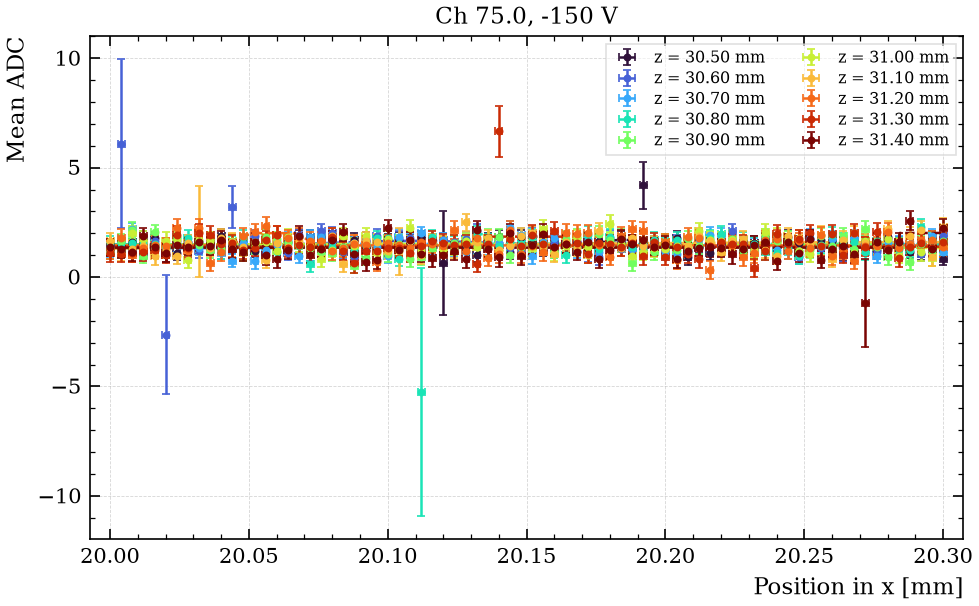 Ch 75.0, -150 V
Mean ADC
10
5
0
−5
−10
z = 30.50 mm
z = 30.60 mm
z = 30.70 mm
z = 30.80 mm
z = 30.90 mm
z = 31.00 mm
z = 31.10 mm
z = 31.20 mm
z = 31.30 mm
z = 31.40 mm
20.00 20.05 20.10 20.15 20.20 20.25 20.30
Position in x [mm]